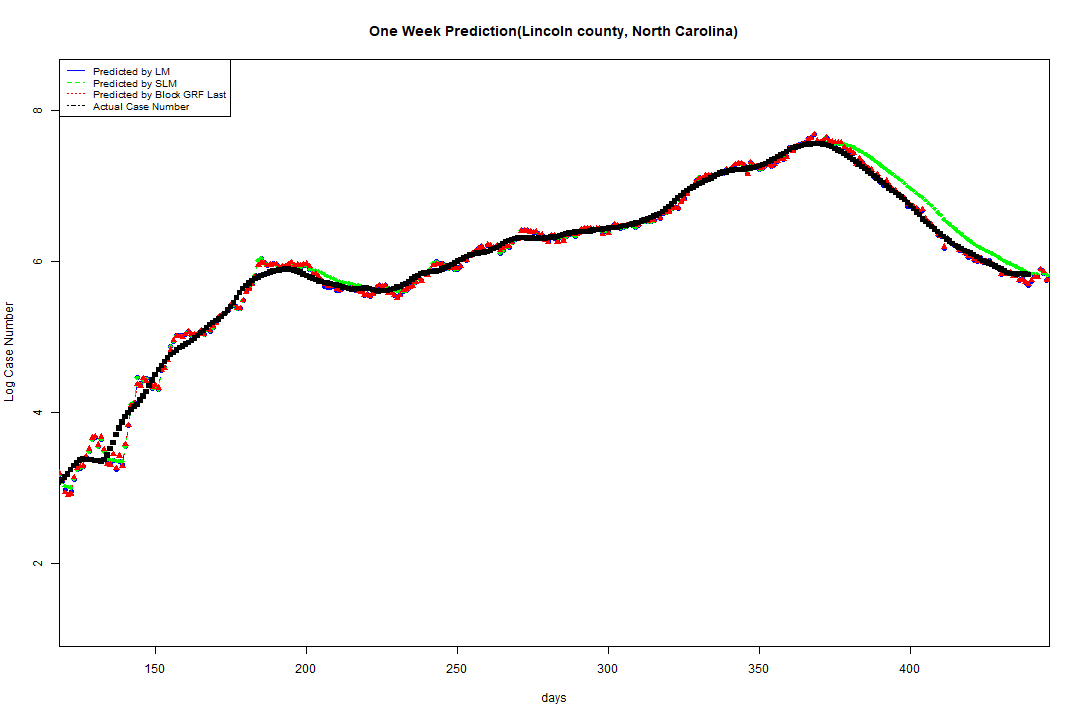 One Week Prediction(Lincoln county, North Carolina)
Predicted by LM
Predicted by SLM
Predicted by Block GRF Last
Actual Case Number
8
6
4
2
Log Case Number
150 200 250 300 350 400
days